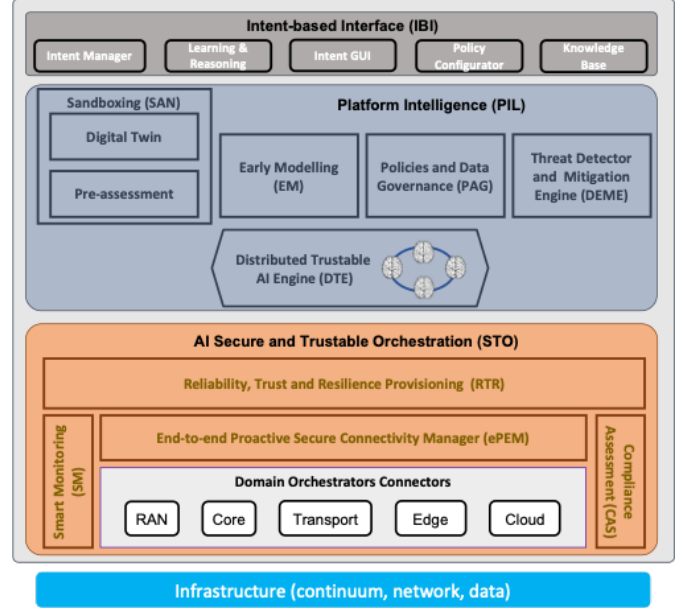 Intent-based Interface (IBI)
Intent Manager
Learning &
Reasoning
Intent GUI
Policy
Configurator
Knowledge
Base
Sandboxing (SAN)
Digital Twin
Pre-assessment
Platform Intelligence (PIL)
Early Modelling
(EM)
Policies and Data
Governance (PAG)
Threat Detector
and Mitigation
Engine (DEME)
Distributed Trustable
AI Engine (DTE)
AI Secure and Trustable Orchestration (STO)
Reliability, Trust and Resilience Provisioning (RTR)
Smart Monitoring
(SM)
End-to-end Proactive Secure Connectivity Manager (ePEM)
Domain Orchestrators Connectors
RAN
Core
Transport
Edge
Cloud
Compliance
Assessment (CAS)
Infrastructure (continuum, network, data)